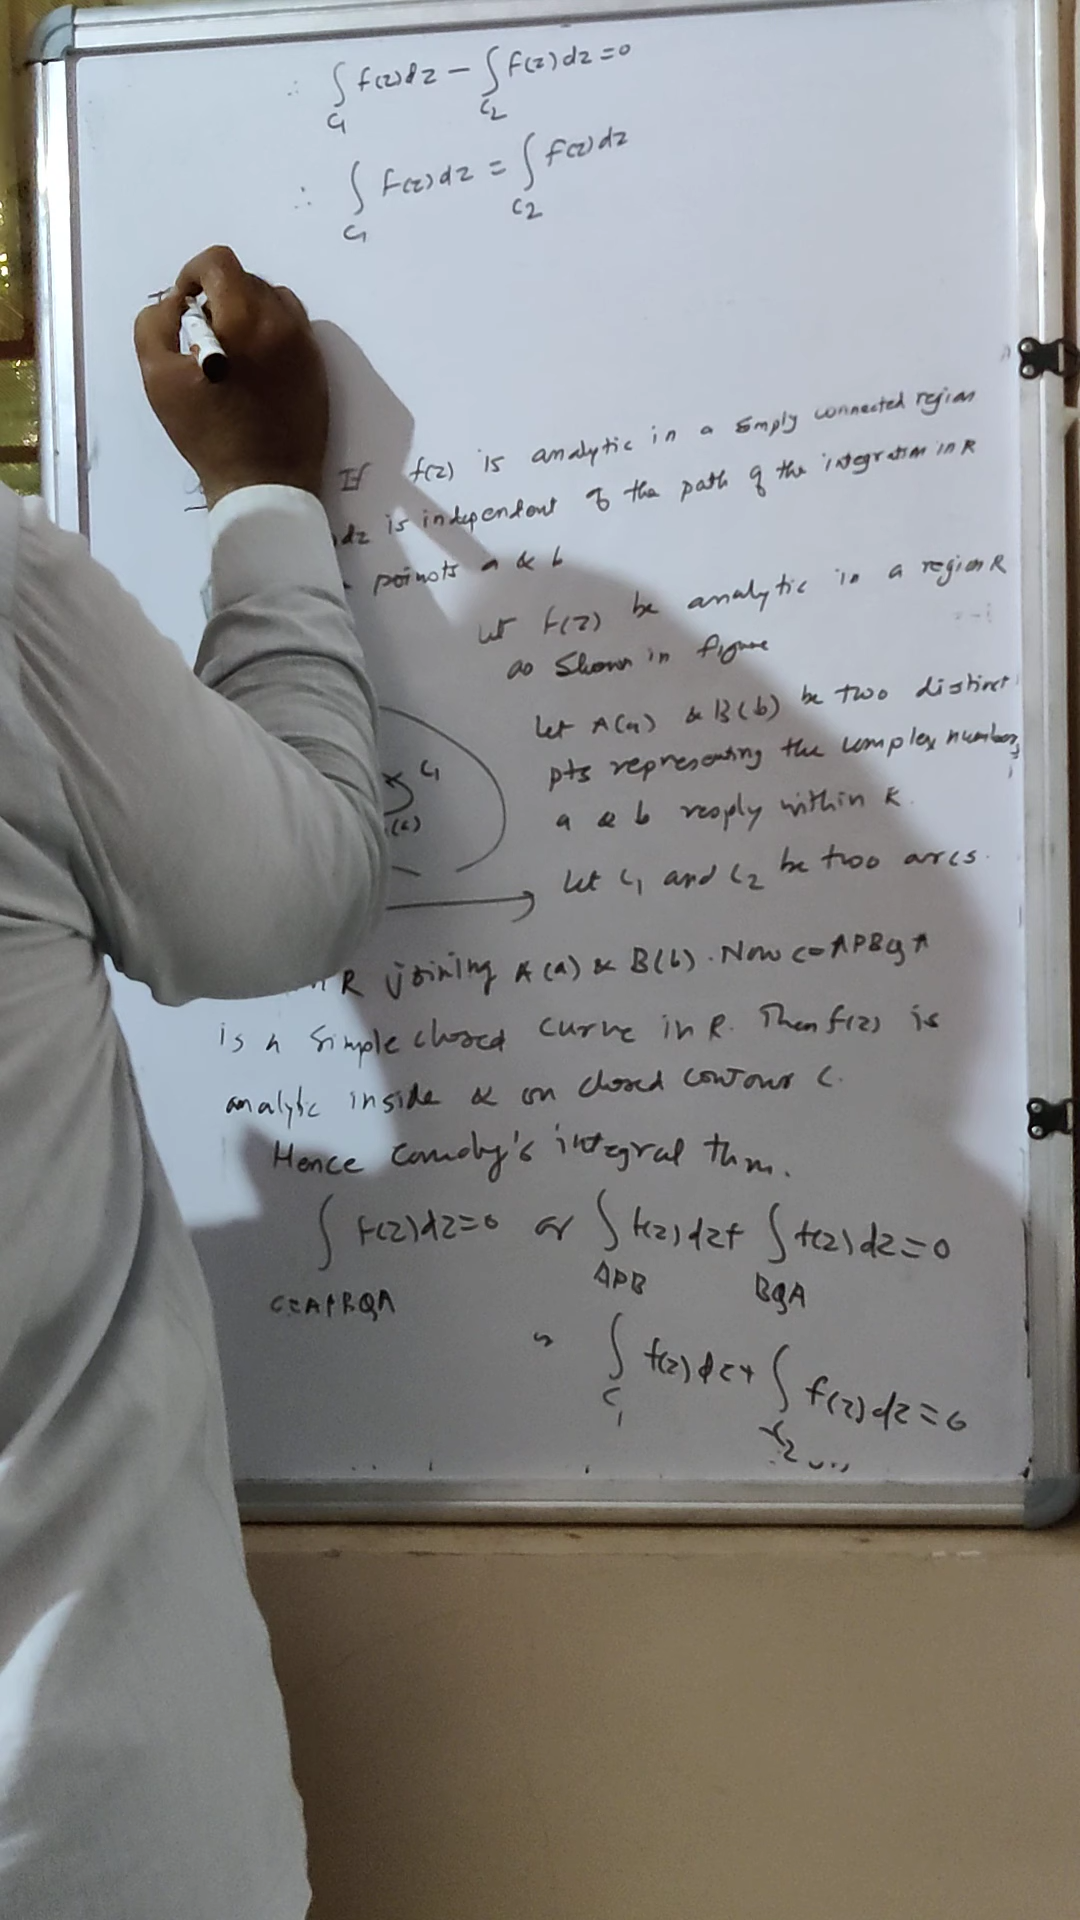 ∴ ∫ f(z)dz − ∫ f(z)dz = 0
C1 C2
∴ ∫ f(z)dz = ∫ f(z)dz
C1 C2
If f(z) is analytic in a simply connected region
dz is independent of the path of the integration in R
points a & b
Let f(z) be analytic in a region R
as shown in figure
Let A(a) & B(b) be two distinct
pts representing the complex numbers
a & b resply within R.
C1
Let C1 and C2 be two arcs.
R joining A(a) & B(b). Now C=APBQA
is a simple closed curve in R. Then f(z) is
analytic inside & on closed contour C.
Hence integral thm.
∫ f(z)dz=0 or ∫ f(z)dz+ ∫ f(z)dz=0
C=APBQA APB BQA
∫ f(z)dz+ ∫ f(z)dz=0
C1 -C2